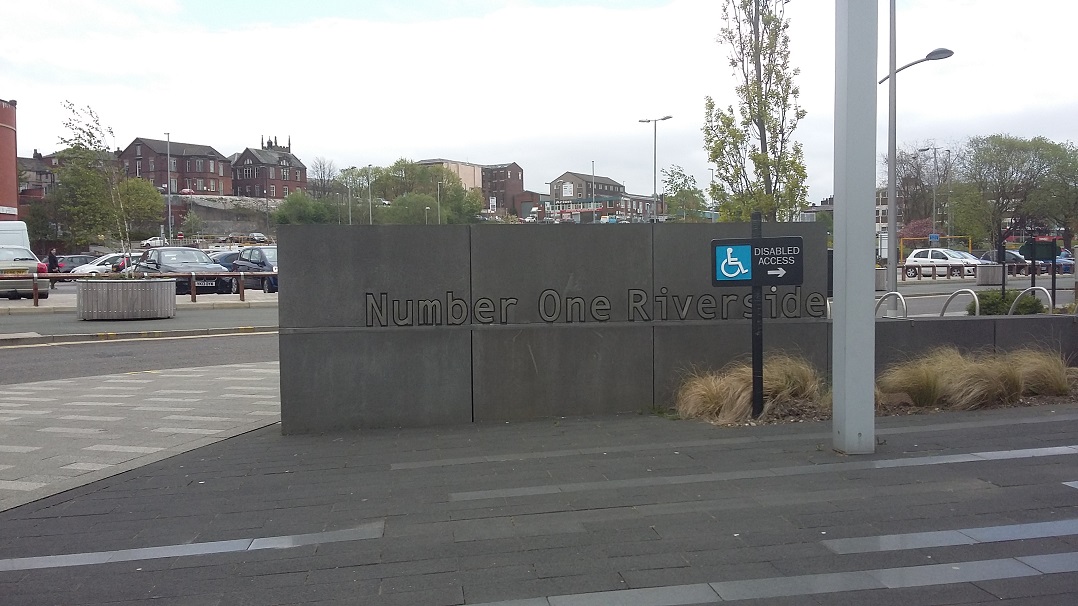 Number One Riverside
DISABLED
ACCESS